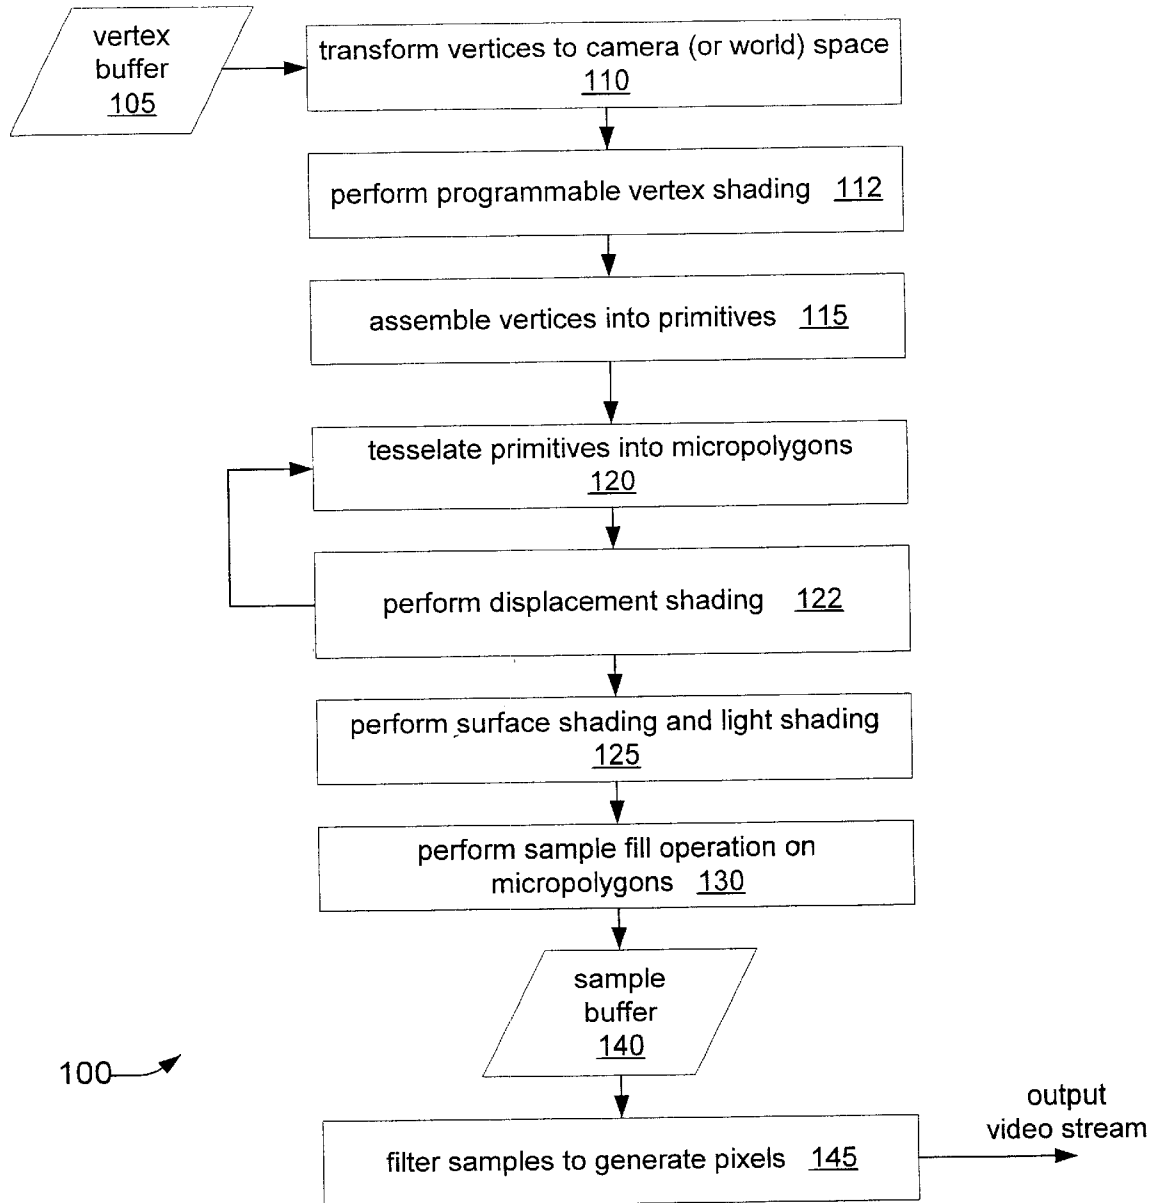 vertex
buffer
105
transform vertices to camera (or world) space
110
perform programmable vertex shading 112
assemble vertices into primitives 115
tesselate primitives into micropolygons
120
perform displacement shading 122
perform surface shading and light shading
125
perform sample fill operation on
micropolygons 130
sample
buffer
140
100
output
video stream
filter samples to generate pixels 145